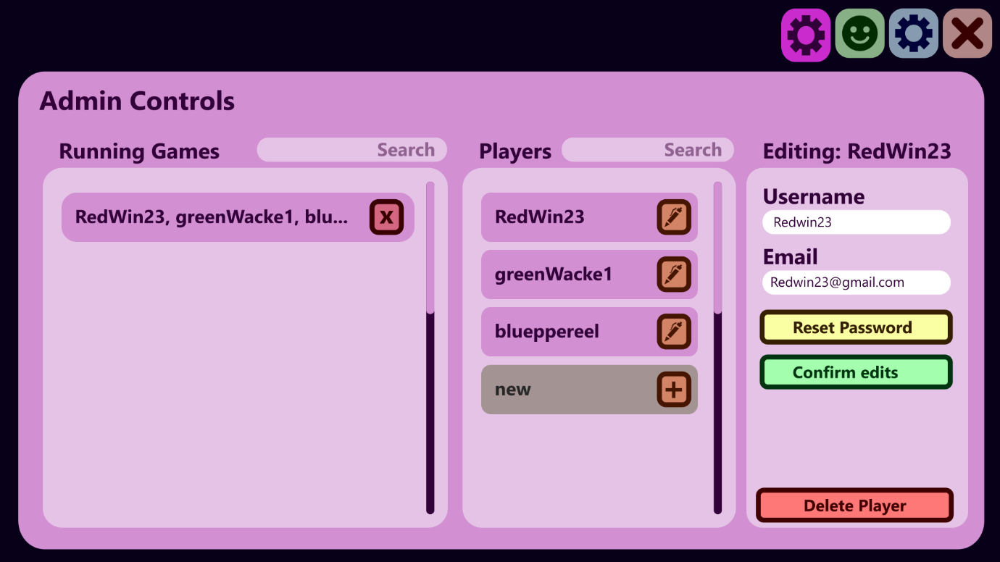 Admin Controls
Running Games
Search
RedWin23, greenWacke1, blu...
X
Players
Search
RedWin23
greenWacke1
blueppereel
new
Editing: RedWin23
Username
Redwin23
Email
Redwin23@gmail.com
Reset Password
Confirm edits
Delete Player